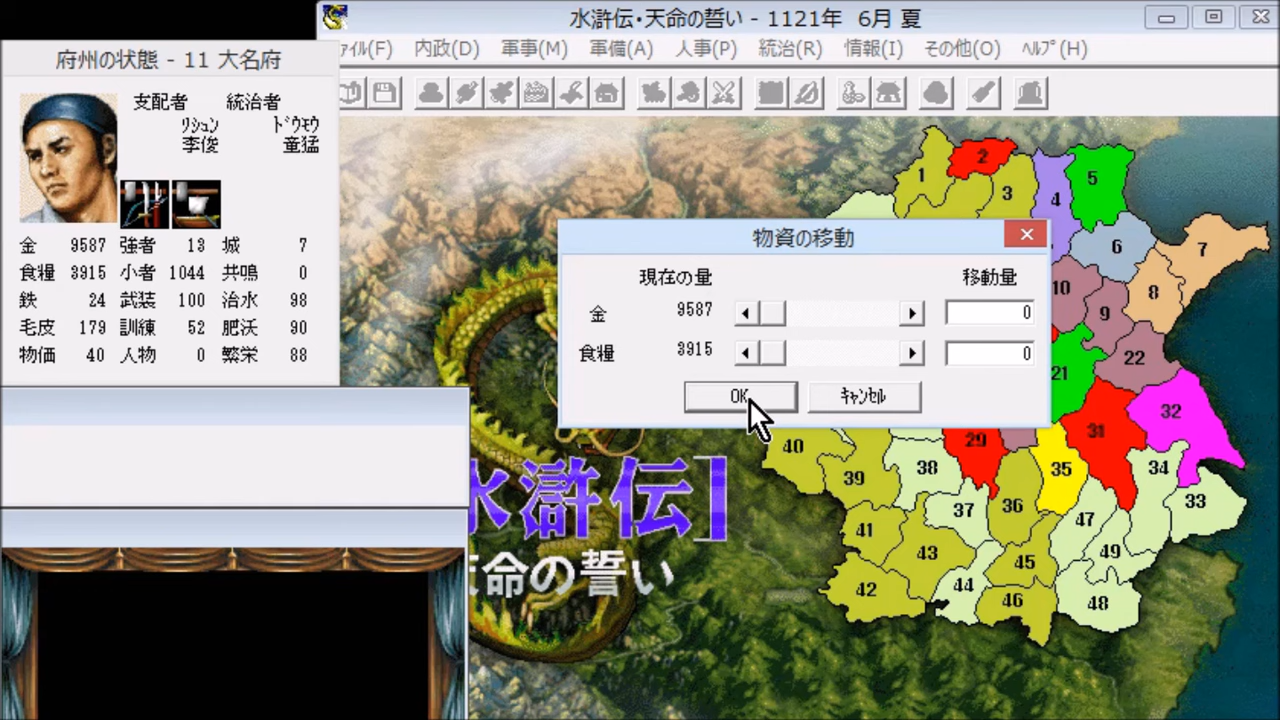 水滸伝・天命の誓い - 1121年 6月 夏
ァｲﾙ(F) 内政(D) 軍事(M) 軍備(A) 人事(P) 統治(R) 情報(I) その他(O) ﾍﾙﾌﾟ(H)
府州の状態 - 11 大名府
支配者 統治者
ﾘｼｭﾝ ﾄﾞｳﾓｳ
李俊 童猛
金 9587 強者 13 城 7
食糧 3915 小者 1044 共鳴 0
鉄 24 武装 100 治水 98
毛皮 179 訓練 52 肥沃 90
物価 40 人物 0 繁栄 88
物資の移動
現在の量 移動量
金 9587 0
食糧 3915 0
OK ｷｬﾝｾﾙ
1 2 3 4 5
6 7
8
10 9
22
21
32
31
29
40 39 38 35 34
33
37 36 47
41 43 45 49
42 44 46 48
水滸伝]
天命の誓い